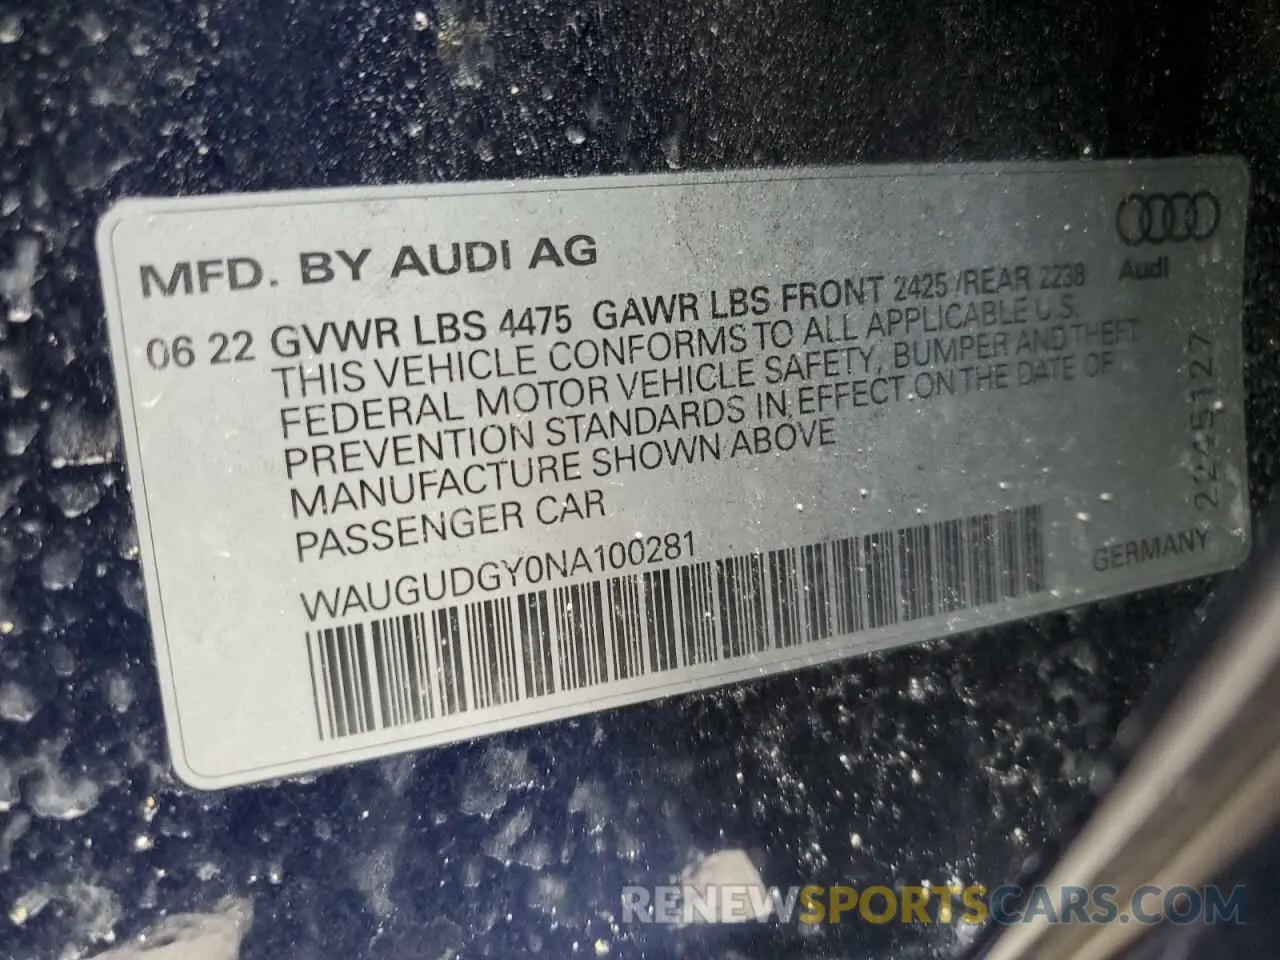 MFD. BY AUDI AG
Audi
06 22 GVWR LBS 4475 GAWR LBS FRONT 2425 /REAR 2238
THIS VEHICLE CONFORMS TO ALL APPLICABLE U.S.
FEDERAL MOTOR VEHICLE SAFETY, BUMPER AND THEFT
PREVENTION STANDARDS IN EFFECT ON THE DATE OF
MANUFACTURE SHOWN ABOVE
PASSENGER CAR
WAUGUDGY0NA100281
GERMANY
2245127
RENEWSPORTSCARS.COM